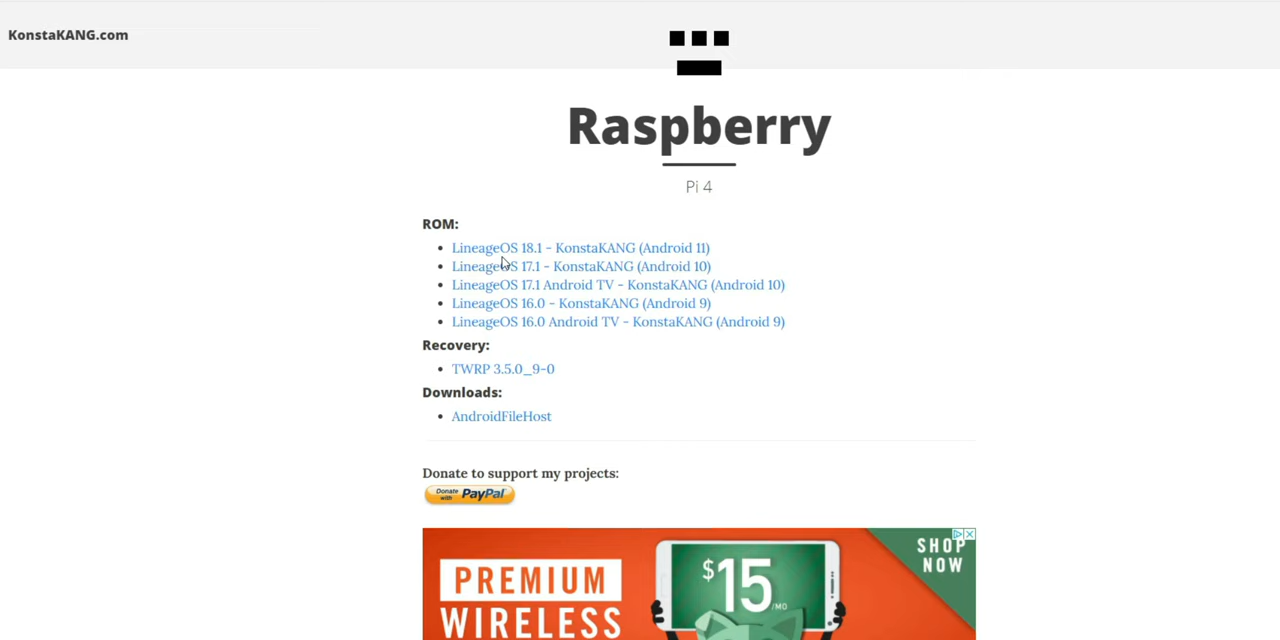 KonstaKANG.com
Raspberry
Pi 4
ROM:
LineageOS 18.1 - KonstaKANG (Android 11)
LineageOS 17.1 - KonstaKANG (Android 10)
LineageOS 17.1 Android TV - KonstaKANG (Android 10)
LineageOS 16.0 - KonstaKANG (Android 9)
LineageOS 16.0 Android TV - KonstaKANG (Android 9)
Recovery:
TWRP 3.5.0_9-0
Downloads:
AndroidFileHost
Donate to support my projects:
Donate with PayPal
PREMIUM
WIRELESS
$15/MO
SHOP
NOW